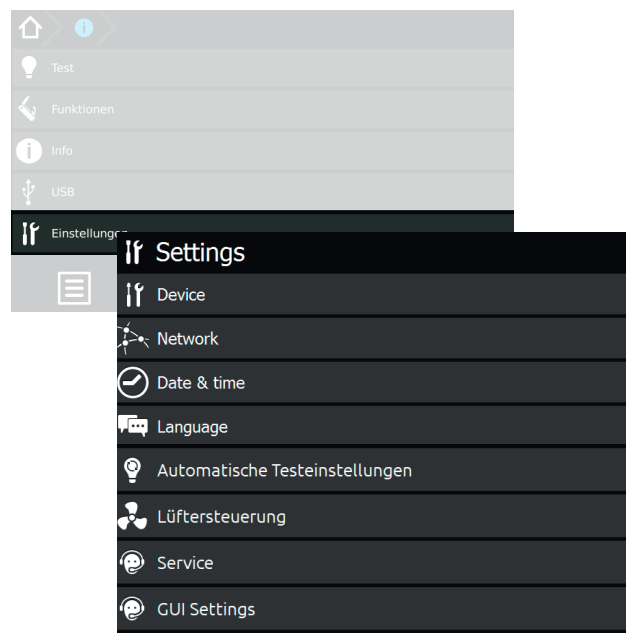 Test
Funktionen
Info
USB
Einstellungen
Settings
Device
Network
Date & time
Language
Automatische Testeinstellungen
Lüftersteuerung
Service
GUI Settings